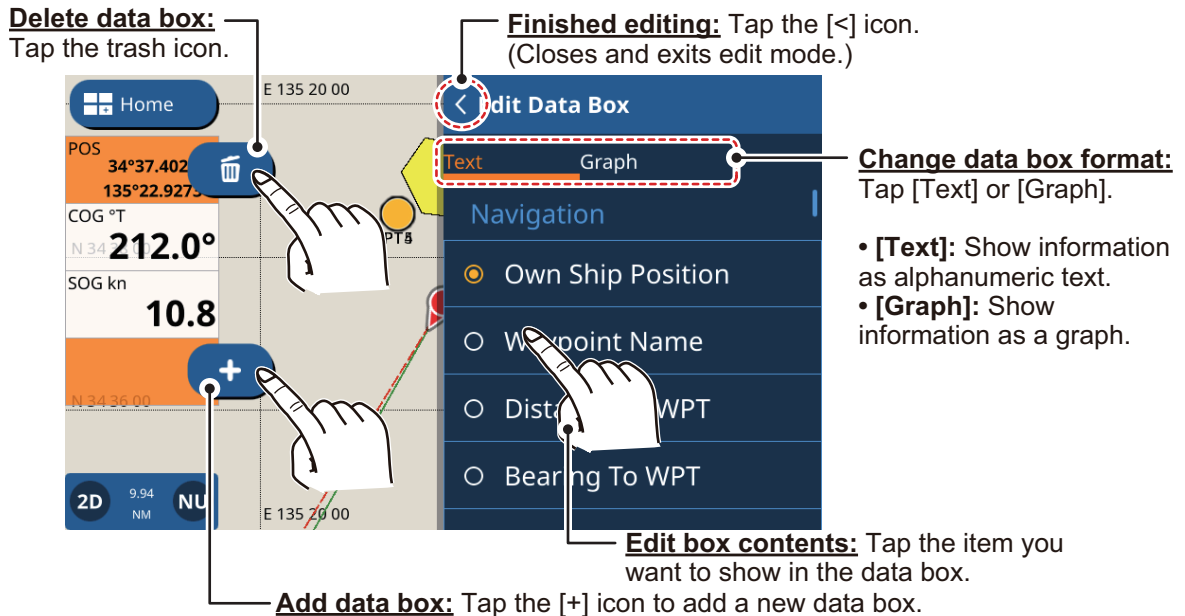 Delete data box:
Tap the trash icon.
Finished editing: Tap the [<] icon.
(Closes and exits edit mode.)
Home
E 135 20 00
< dit Data Box
POS
34°37.402
135°22.927
Text Graph
Change data box format:
Tap [Text] or [Graph].
• [Text]: Show information
as alphanumeric text.
• [Graph]: Show
information as a graph.
COG °T
212.0°
N 34
Navigation
SOG kn
10.8
Own Ship Position
Waypoint Name
+
N 34 36 00
WPT
Bearing To WPT
2D 9.94 NU
NM
E 135 20 00
Edit box contents: Tap the item you
want to show in the data box.
Add data box: Tap the [+] icon to add a new data box.